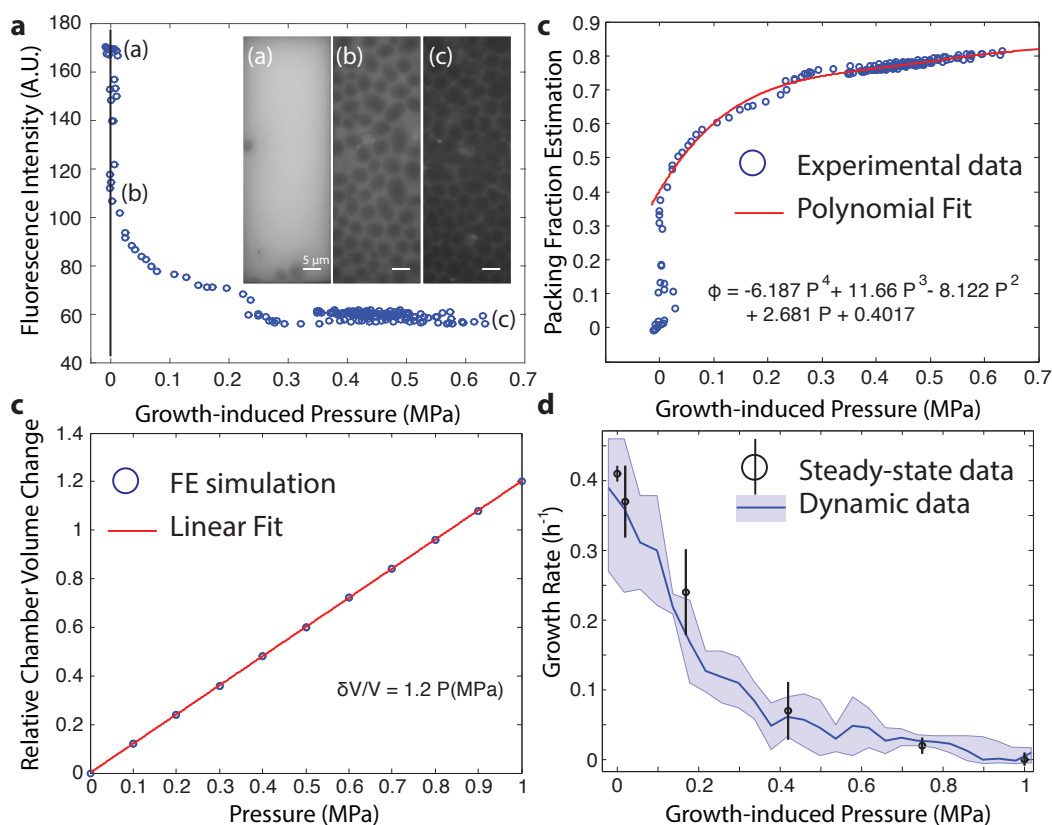 a
Fluorescence Intensity (A.U.)
180
160
140
120
100
80
60
40
(a)
(b)
(c)
(a)
(b)
(c)
5 μm
0
0.1
0.2
0.3
0.4
0.5
0.6
0.7
Growth-induced Pressure (MPa)
c
Packing Fraction Estimation
0.9
0.8
0.7
0.6
0.5
0.4
0.3
0.2
0.1
0
Experimental data
Polynomial Fit
ϕ = -6.187 P⁴ + 11.66 P³ - 8.122 P²
+ 2.681 P + 0.4017
0
0.1
0.2
0.3
0.4
0.5
0.6
0.7
Growth-induced Pressure (MPa)
c
Relative Chamber Volume Change
1.4
1.2
1.0
0.8
0.6
0.4
0.2
0
FE simulation
Linear Fit
δV/V = 1.2 P(MPa)
0
0.1
0.2
0.3
0.4
0.5
0.6
0.7
0.8
0.9
1
Pressure (MPa)
d
Growth Rate (h⁻¹)
0.4
0.3
0.2
0.1
0
Steady-state data
Dynamic data
0
0.2
0.4
0.6
0.8
1
Growth-induced Pressure (MPa)